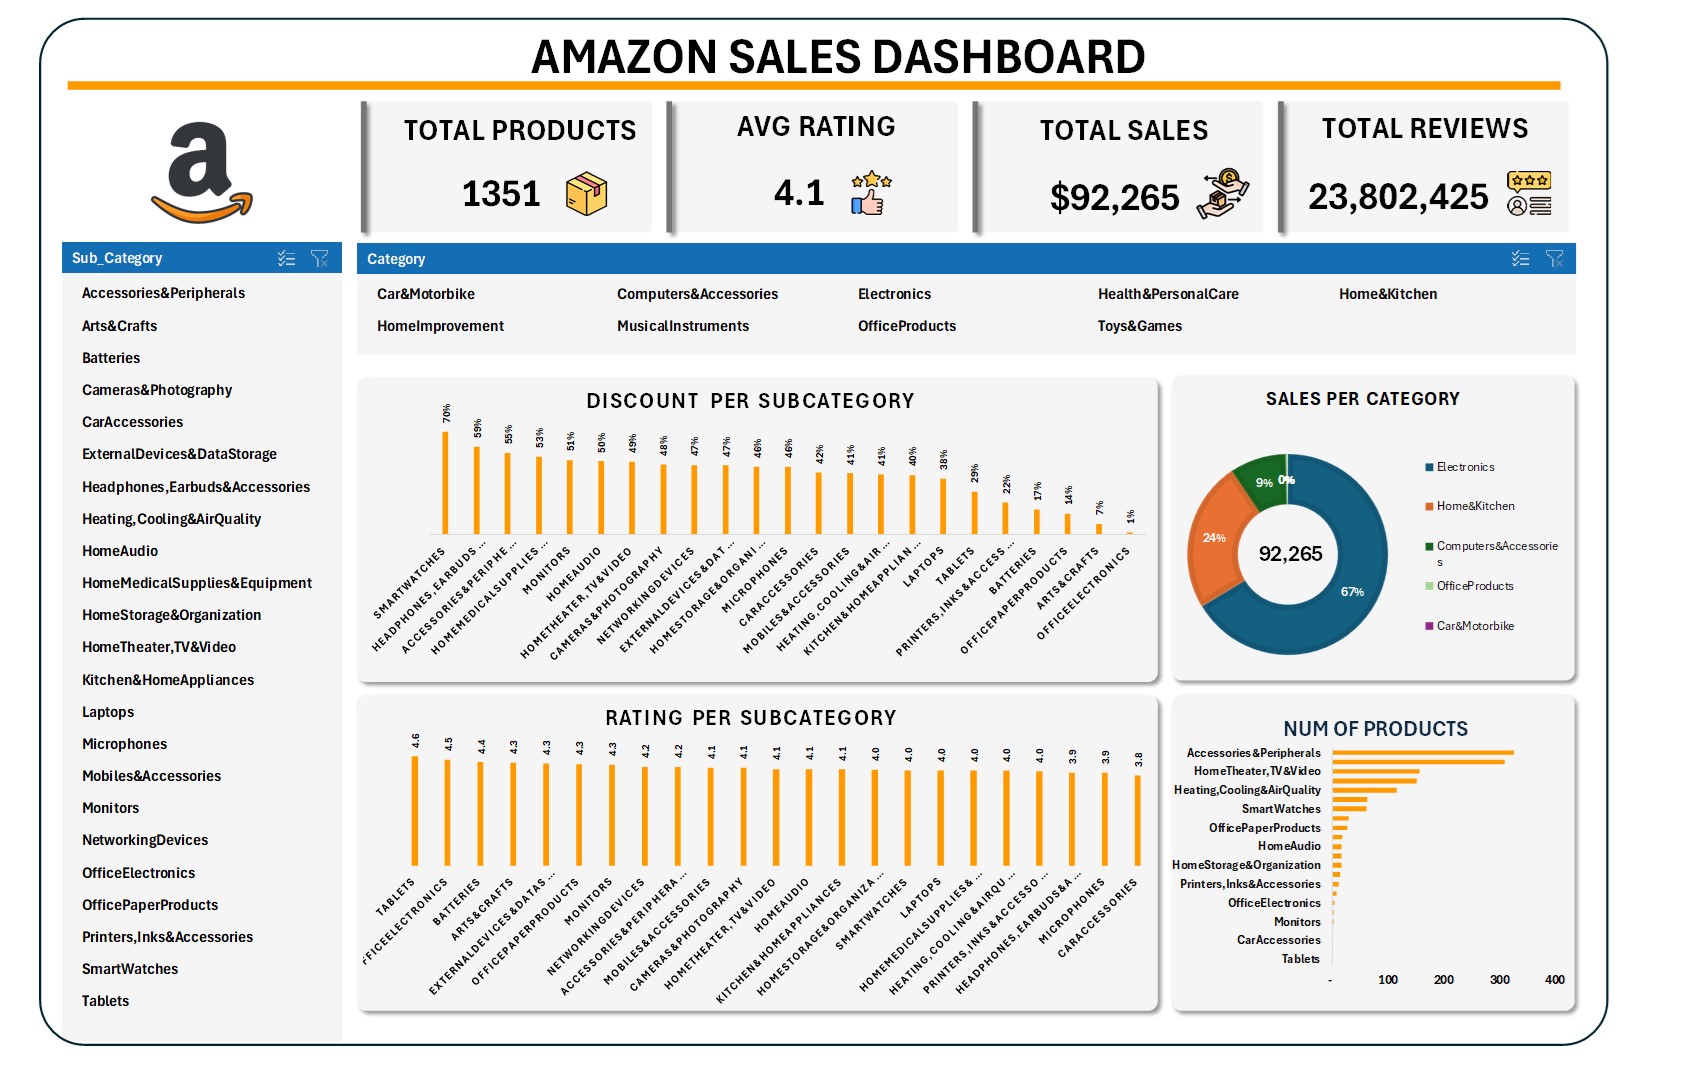 AMAZON SALES DASHBOARD
a
TOTAL PRODUCTS
1351
AVG RATING
4.1
TOTAL SALES
$92,265
TOTAL REVIEWS
23,802,425
Sub_Category
Accessories&Peripherals
Arts&Crafts
Batteries
Cameras&Photography
CarAccessories
ExternalDevices&DataStorage
Headphones,Earbuds&Accessories
Heating,Cooling&AirQuality
HomeAudio
HomeMedicalSupplies&Equipment
HomeStorage&Organization
HomeTheater,TV&Video
Kitchen&HomeAppliances
Laptops
Microphones
Mobiles&Accessories
Monitors
NetworkingDevices
OfficeElectronics
OfficePaperProducts
Printers,Inks&Accessories
SmartWatches
Tablets
Category
Car&Motorbike Computers&Accessories Electronics Health&PersonalCare Home&Kitchen
HomeImprovement MusicalInstruments OfficeProducts Toys&Games
DISCOUNT PER SUBCATEGORY
70% 59% 55% 53% 51% 50% 49% 48% 47% 47% 46% 46% 42% 41% 41% 40% 38% 29% 22% 17% 14% 7% 1%
SMARTWATCHES
HEADPHONES,EARBUDS...
ACCESSORIES&PERIPHE...
HOMEMEDICALSUPPLIES...
MONITORS
HOMEAUDIO
HOMETHEATER,TV&VIDEO
CAMERAS&PHOTOGRAPHY
NETWORKINGDEVICES
EXTERNALDEVICES&DAT...
HOMESTORAGE&ORGANI...
MICROPHONES
CARACCESSORIES
MOBILES&ACCESSORIES
HEATING,COOLING&AIR...
KITCHEN&HOMEAPPLIAN...
LAPTOPS
TABLETS
PRINTERS,INKS&ACCESS...
BATTERIES
OFFICEPAPERPRODUCTS
ARTS&CRAFTS
OFFICEELECTRONICS
SALES PER CATEGORY
9% 0%
24%
92,265
67%
Electronics
Home&Kitchen
Computers&Accessorie
s
OfficeProducts
Car&Motorbike
RATING PER SUBCATEGORY
4.6 4.5 4.4 4.3 4.3 4.3 4.3 4.2 4.2 4.1 4.1 4.1 4.1 4.1 4.0 4.0 4.0 4.0 4.0 4.0 3.9 3.9 3.8
TABLETS
FFICEELECTRONICS
BATTERIES
ARTS&CRAFTS
EXTERNALDEVICES&DATAS...
OFFICEPAPERPRODUCTS
MONITORS
NETWORKINGDEVICES
ACCESSORIES&PERIPHERA...
MOBILES&ACCESSORIES
CAMERAS&PHOTOGRAPHY
HOMETHEATER,TV&VIDEO
HOMEAUDIO
KITCHEN&HOMEAPPLIANCES
HOMESTORAGE&ORGANIZA...
SMARTWATCHES
LAPTOPS
HOMEMEDICALSUPPLIES&...
HEATING,COOLING&AIRQU...
PRINTERS,INKS&ACCESSO...
HEADPHONES,EARBUDS&A...
MICROPHONES
CARACCESSORIES
NUM OF PRODUCTS
Accessories&Peripherals
HomeTheater,TV&Video
Heating,Cooling&AirQuality
SmartWatches
OfficePaperProducts
HomeAudio
HomeStorage&Organization
Printers,Inks&Accessories
OfficeElectronics
Monitors
CarAccessories
Tablets
- 100 200 300 400